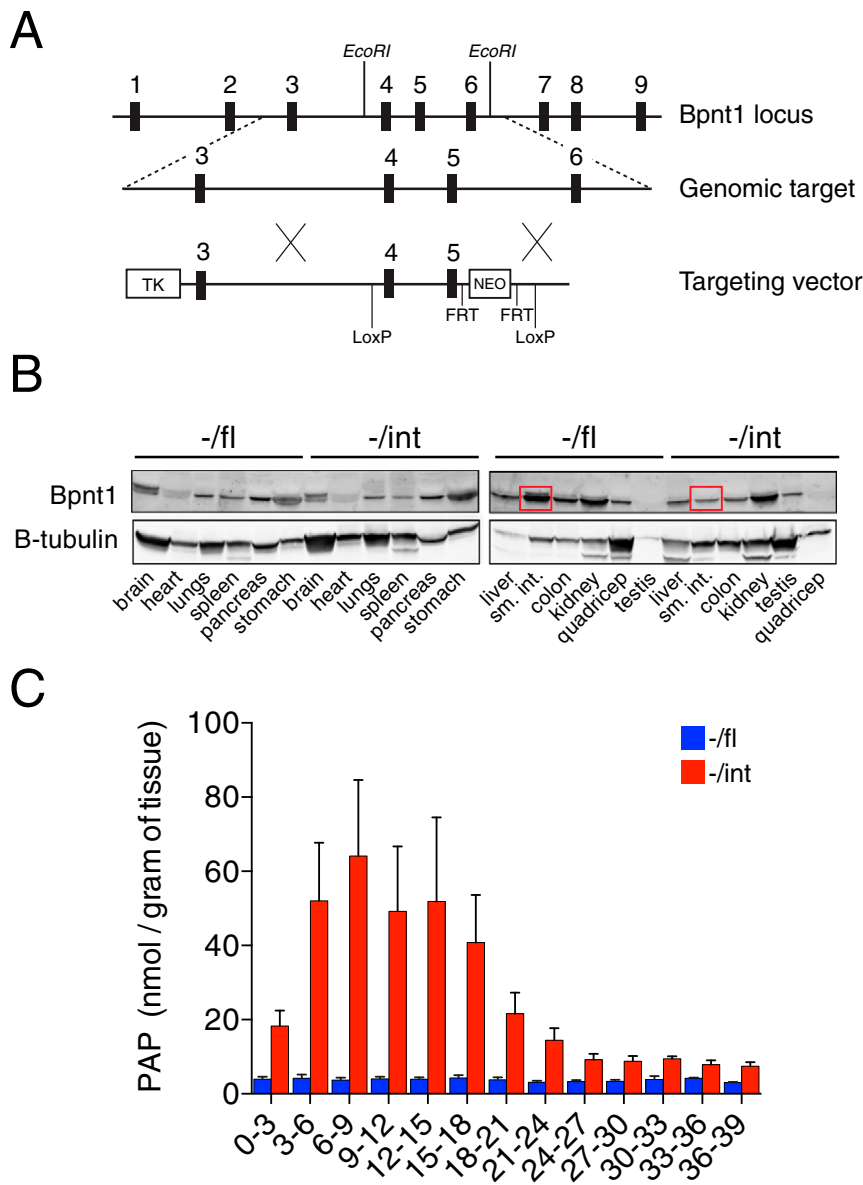 A
EcoRI EcoRI
1 2 3 4 5 6 7 8 9
Bpnt1 locus
3 4 5 6
Genomic target
3 4 5
TK NEO
Targeting vector
FRT FRT
LoxP LoxP
B
-/fl -/int -/fl -/int
Bpnt1
B-tubulin
brain heart lungs spleen pancreas stomach brain heart lungs spleen pancreas stomach liver sm. int. colon kidney quadricep testis liver sm. int. colon kidney testis quadricep
C
PAP (nmol / gram of tissue)
100
80
60
40
20
0
-/fl
-/int
0-3 3-6 6-9 9-12 12-15 15-18 18-21 21-24 24-27 27-30 30-33 33-36 36-39